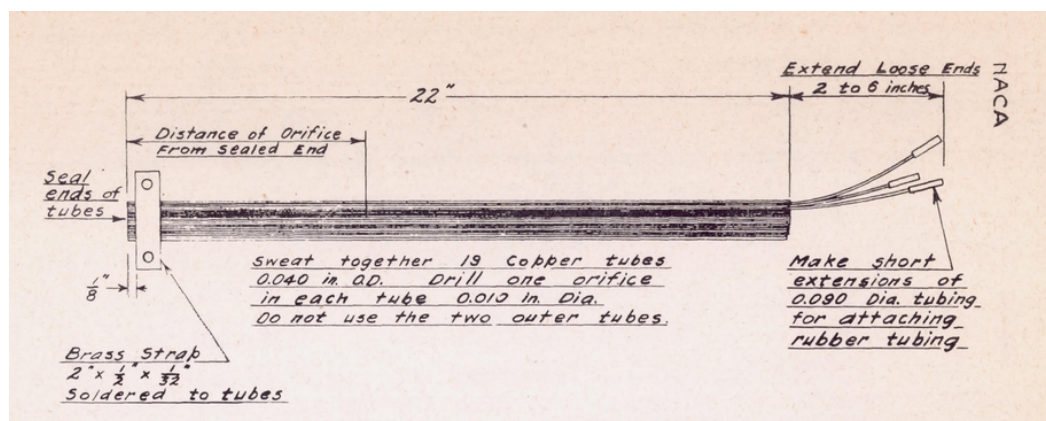 Extend Loose Ends
2 to 6 inches
NACA
22"
Distance of Orifice
From Sealed End
Seal
ends of
tubes
Sweat together 19 Copper tubes
0.040 in. O.D. Drill one orifice
in each tube 0.010 in. Dia.
Do not use the two outer tubes.
Make short
extensions of
0.090 Dia. tubing
for attaching
rubber tubing
1/8"
Brass Strap
2" x 1/2" x 1/32"
Soldered to tubes